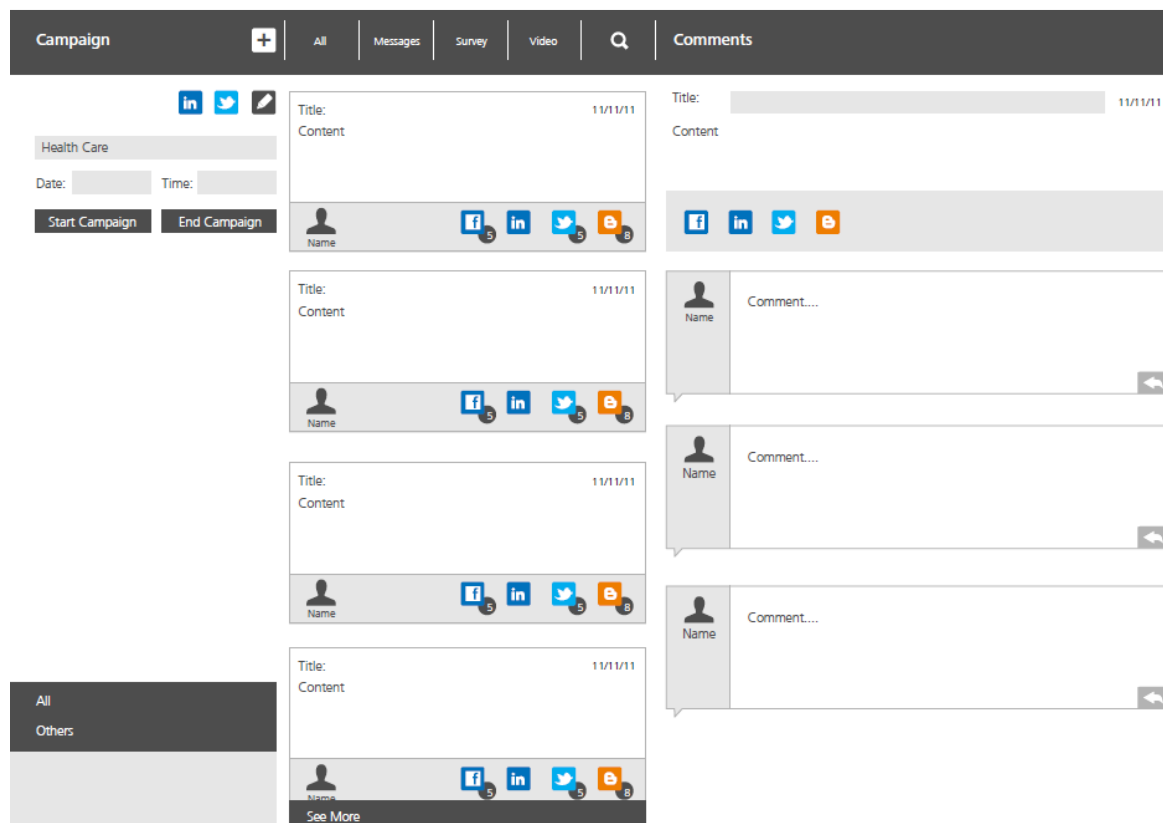 Campaign
All
Messages
Survey
Video
Comments
Health Care
Date:
Time:
Start Campaign
End Campaign
All
Others
Title:
11/11/11
Content
Name
5
5
8
Title:
11/11/11
Content
Name
5
5
8
Title:
11/11/11
Content
Name
5
5
8
Title:
11/11/11
Content
Name
5
5
8
See More
Title:
11/11/11
Content
Name
Comment....
Name
Comment....
Name
Comment....